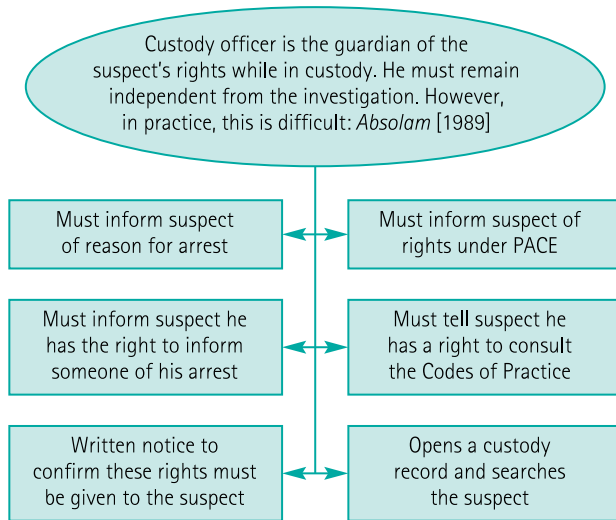 Custody officer is the guardian of the
suspect's rights while in custody. He must remain
independent from the investigation. However,
in practice, this is difficult: Absolam [1989]
Must inform suspect
of reason for arrest
Must inform suspect of
rights under PACE
Must inform suspect he
has the right to inform
someone of his arrest
Must tell suspect he
has a right to consult
the Codes of Practice
Written notice to
confirm these rights must
be given to the suspect
Opens a custody
record and searches
the suspect